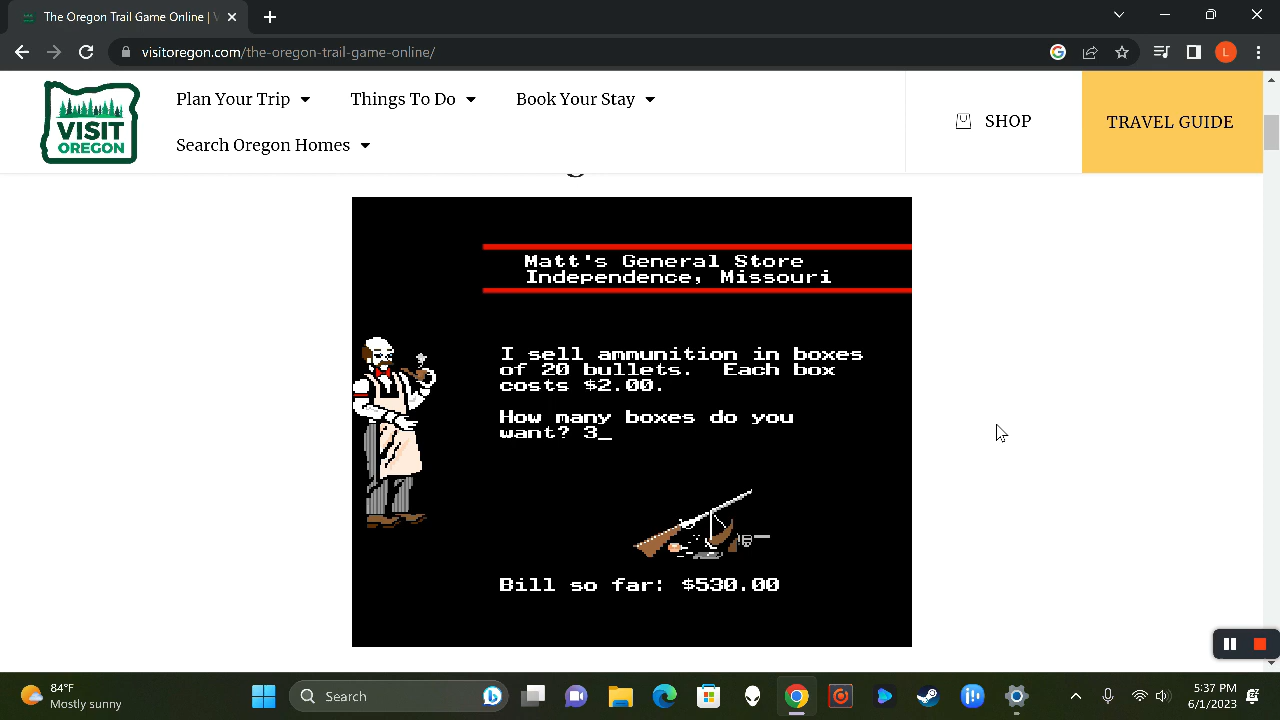 The Oregon Trail Game Online | V
visitoregon.com/the-oregon-trail-game-online/
L
VISIT
OREGON
Plan Your Trip
Things To Do
Book Your Stay
Search Oregon Homes
SHOP
TRAVEL GUIDE
Matt's General Store
Independence, Missouri
I sell ammunition in boxes
of 20 bullets. Each box
costs $2.00.
How many boxes do you
want? 3_
Bill so far: $530.00
84°F
Mostly sunny
Search
5:37 PM
6/1/2023